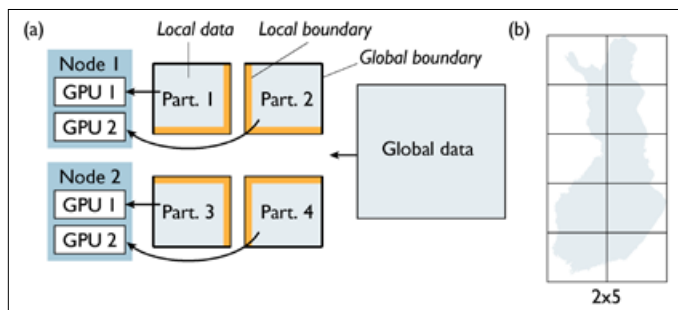 (a)
Local data
Local boundary
Global boundary
(b)
Node 1
GPU 1
GPU 2
Part. 1
Part. 2
Global data
Node 2
GPU 1
GPU 2
Part. 3
Part. 4
2x5